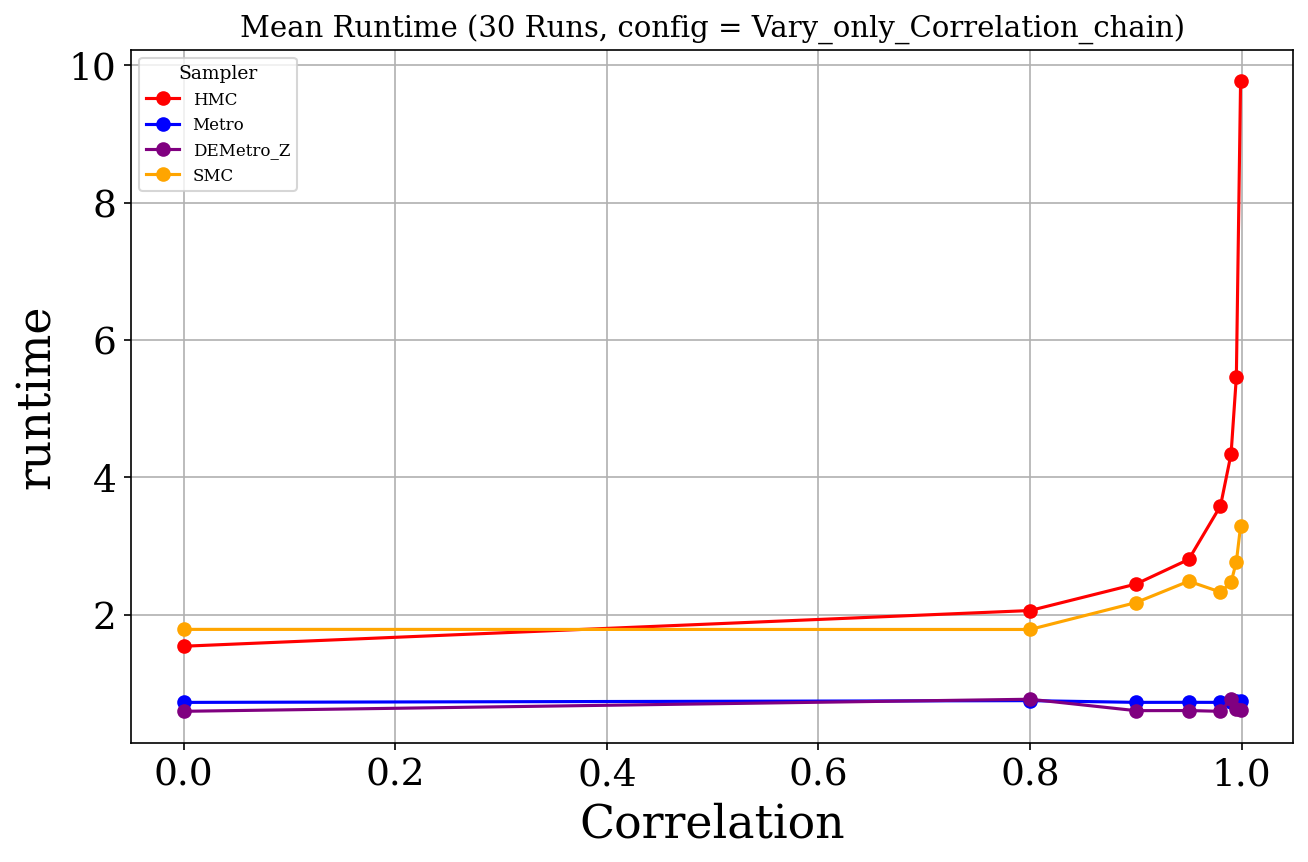 Mean Runtime (30 Runs, config = Vary_only_Correlation_chain)
Sampler
HMC
Metro
DEMetro_Z
SMC
runtime
10
8
6
4
2
0.0 0.2 0.4 0.6 0.8 1.0
Correlation